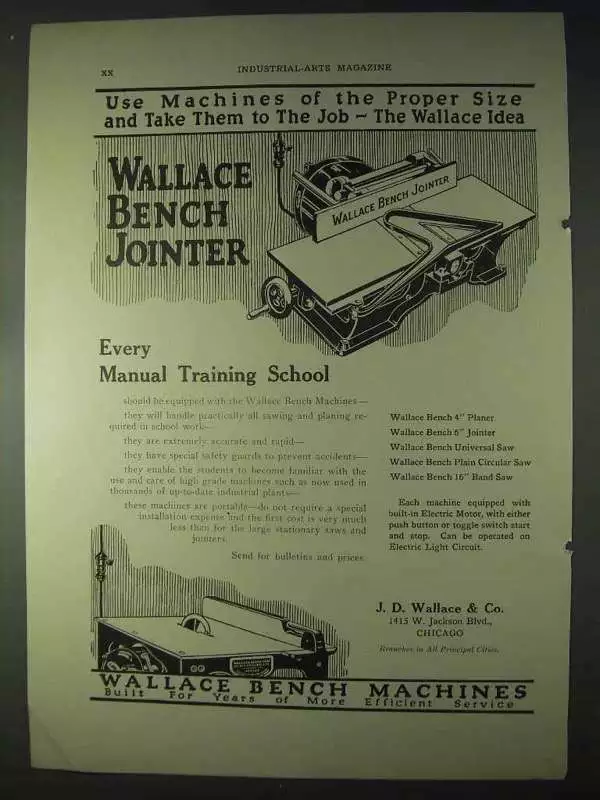 xx
INDUSTRIAL-ARTS MAGAZINE
Use Machines of the Proper Size
and Take Them to The Job – The Wallace Idea
WALLACE
BENCH
JOINTER
WALLACE BENCH JOINTER
Every
Manual Training School
should be equipped with the Wallace Bench Machines—
they will handle practically all sawing and planing re-
quired in school work—
they are extremely accurate and rapid—
they have special safety guards to prevent accidents—
they enable the students to become familiar with the
use and care of high grade machines such as now used in
thousands of up-to-date industrial plants—
these machines are portable—do not require a special
installation expense and the first cost is very much
less than for the large stationary saws and
jointers.
Send for bulletins and prices.
Wallace Bench 4" Planer
Wallace Bench 6" Jointer
Wallace Bench Universal Saw
Wallace Bench Plain Circular Saw
Wallace Bench 16" Band Saw
Each machine equipped with
built-in Electric Motor, with either
push button or toggle switch start
and stop. Can be operated on
Electric Light Circuit.
J. D. Wallace & Co.
1415 W. Jackson Blvd.,
CHICAGO
Branches in All Principal Cities.
WALLACE BENCH MACHINES
Built For Years of More Efficient Service